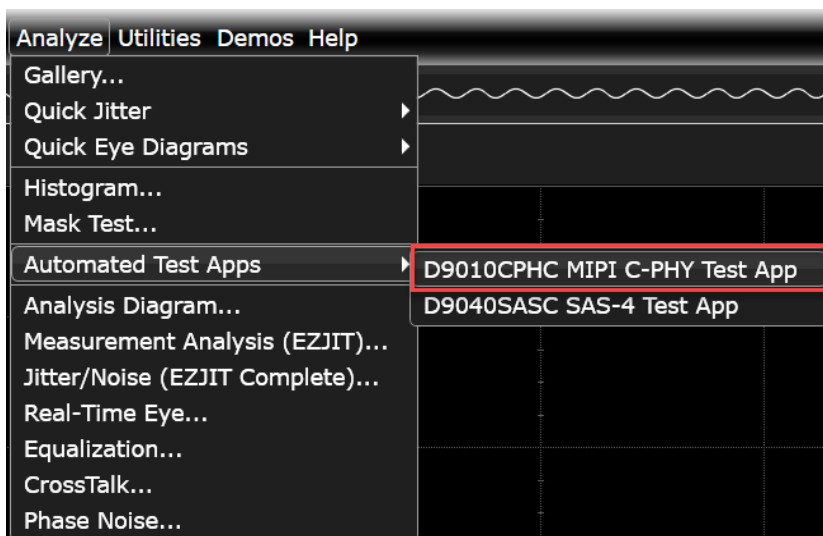 Analyze Utilities Demos Help
Gallery...
Quick Jitter
Quick Eye Diagrams
Histogram...
Mask Test...
Automated Test Apps
D9010CPHC MIPI C-PHY Test App
D9040SASC SAS-4 Test App
Analysis Diagram...
Measurement Analysis (EZJIT)...
Jitter/Noise (EZJIT Complete)...
Real-Time Eye...
Equalization...
CrossTalk...
Phase Noise...